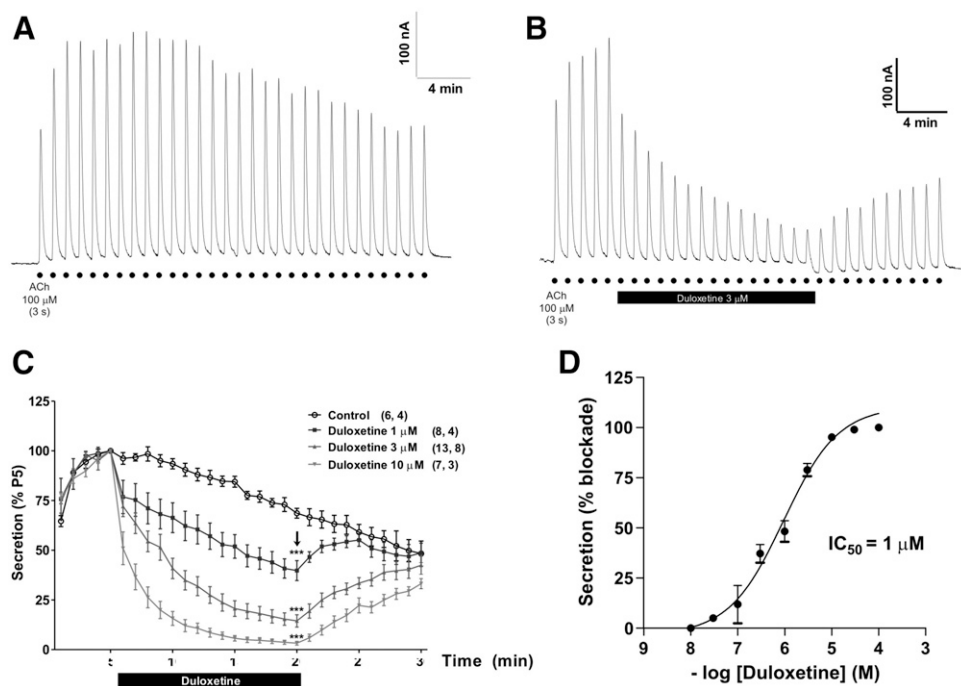 A
100 nA
4 min
ACh
100 μM
(3 s)
B
100 nA
4 min
ACh
100 μM
(3 s)
Duloxetine 3 μM
C
Secretion (% P5)
125
100
75
50
25
0
Control (6, 4)
Duloxetine 1 μM (8, 4)
Duloxetine 3 μM (13, 8)
Duloxetine 10 μM (7, 3)
***
***
***
5 1 1 2 2 3 Time (min)
Duloxetine
D
Secretion (% blockade)
125
100
75
50
25
0
IC50 = 1 μM
9 8 7 6 5 4 3
- log [Duloxetine] (M)